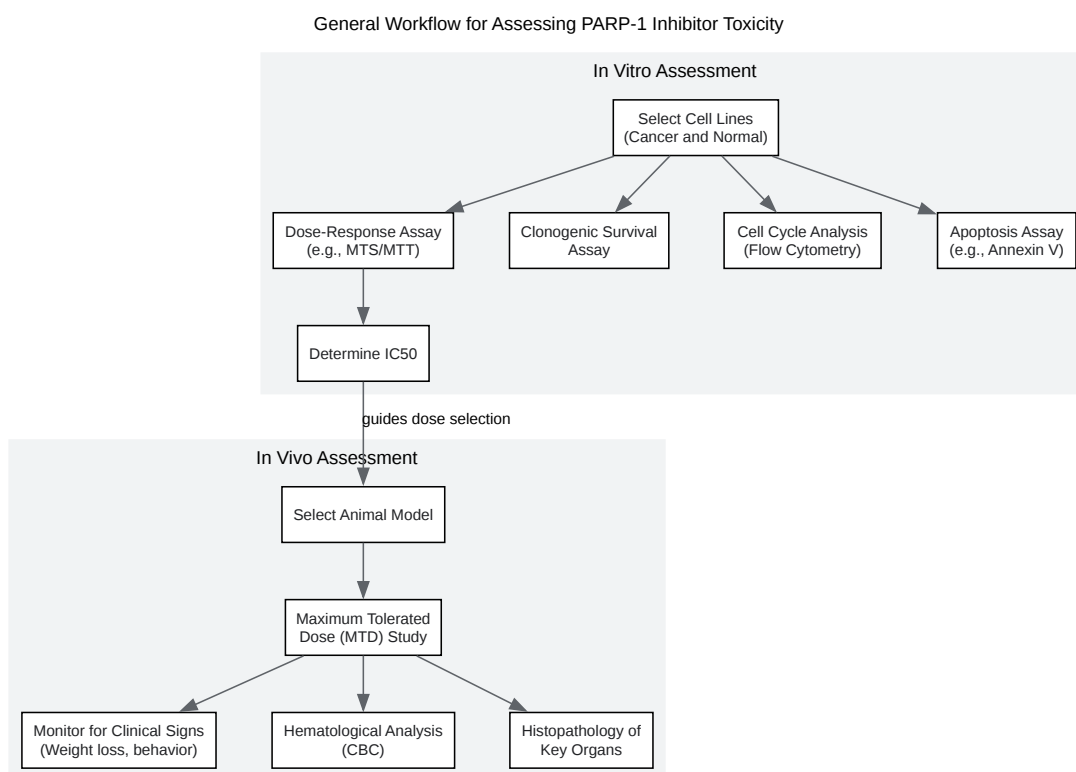 General Workflow for Assessing PARP-1 Inhibitor Toxicity
In Vitro Assessment
Select Cell Lines
(Cancer and Normal)
Dose-Response Assay
(e.g., MTS/MTT)
Clonogenic Survival
Assay
Cell Cycle Analysis
(Flow Cytometry)
Apoptosis Assay
(e.g., Annexin V)
Determine IC50
guides dose selection
In Vivo Assessment
Select Animal Model
Maximum Tolerated
Dose (MTD) Study
Monitor for Clinical Signs
(Weight loss, behavior)
Hematological Analysis
(CBC)
Histopathology of
Key Organs